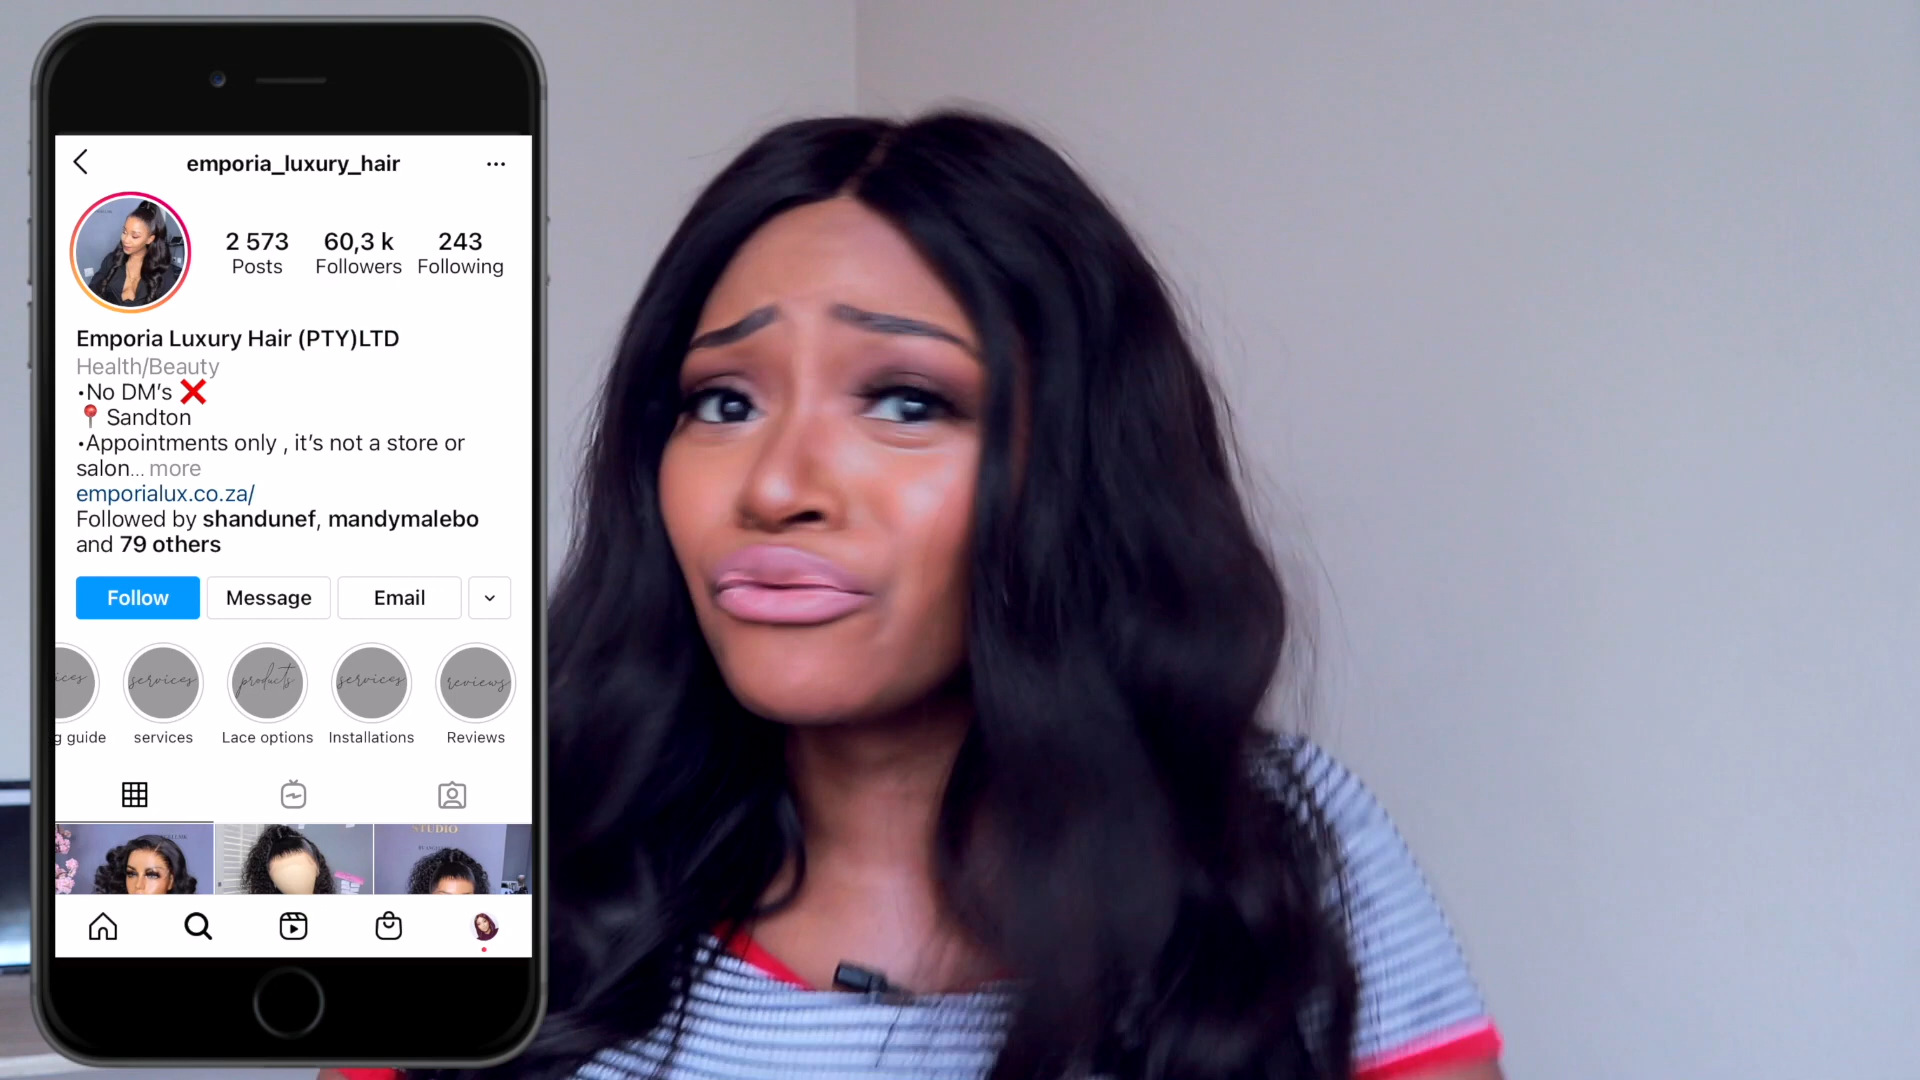 emporia_luxury_hair
2 573 60,3 k 243
Posts Followers Following
Emporia Luxury Hair (PTY)LTD
Health/Beauty
•No DM's ❌
📍 Sandton
•Appointments only , it's not a store or
salon... more
emporialux.co.za/
Followed by shandunef, mandymalebo
and 79 others
Follow Message Email
ices services products services reviews
g guide services Lace options Installations Reviews
STUDIO